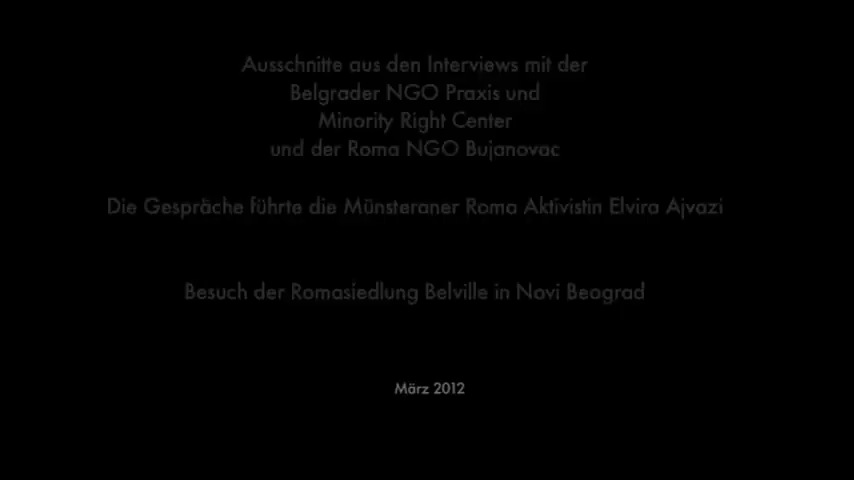 Ausschnitte aus den Interviews mit der
Belgrader NGO Praxis und
Minority Right Center
und der Roma NGO Bujanovac
Die Gespräche führte die Münsteraner Roma Aktivistin Elvira Ajvazi
Besuch der Romasiedlung Belville in Novi Beograd
März 2012